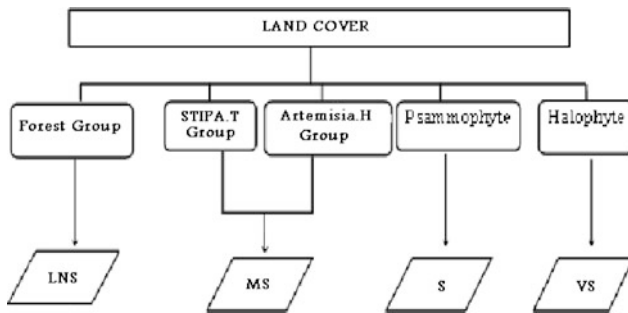 LAND COVER
Forest Group
STIPA.T
Group
Artemisia.H
Group
Psammophyte
Halophyte
LNS
MS
S
VS